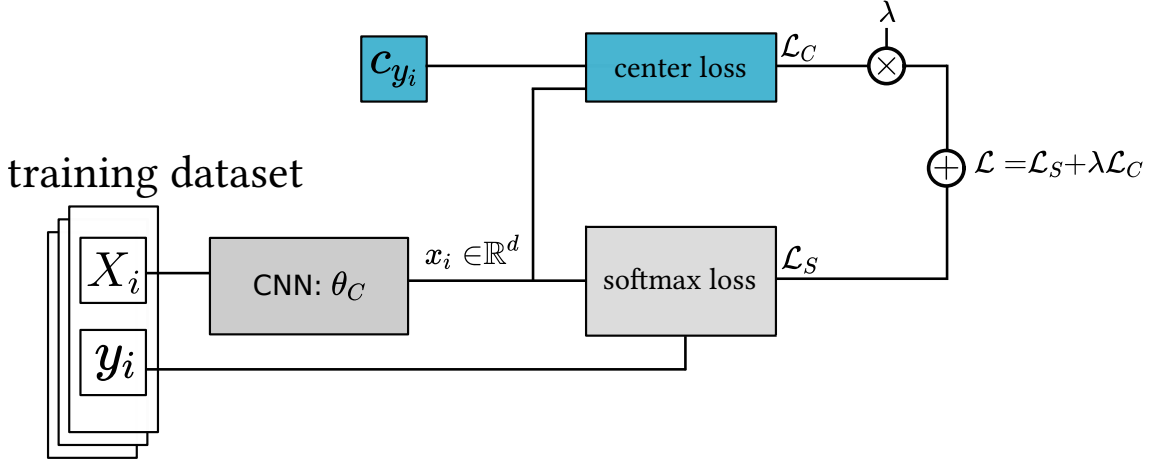 λ
c_{y_i}
center loss
ℒ_C
×
training dataset
+
ℒ =ℒ_S+λℒ_C
X_i
CNN: θ_C
x_i ∈ℝ^d
softmax loss
ℒ_S
y_i